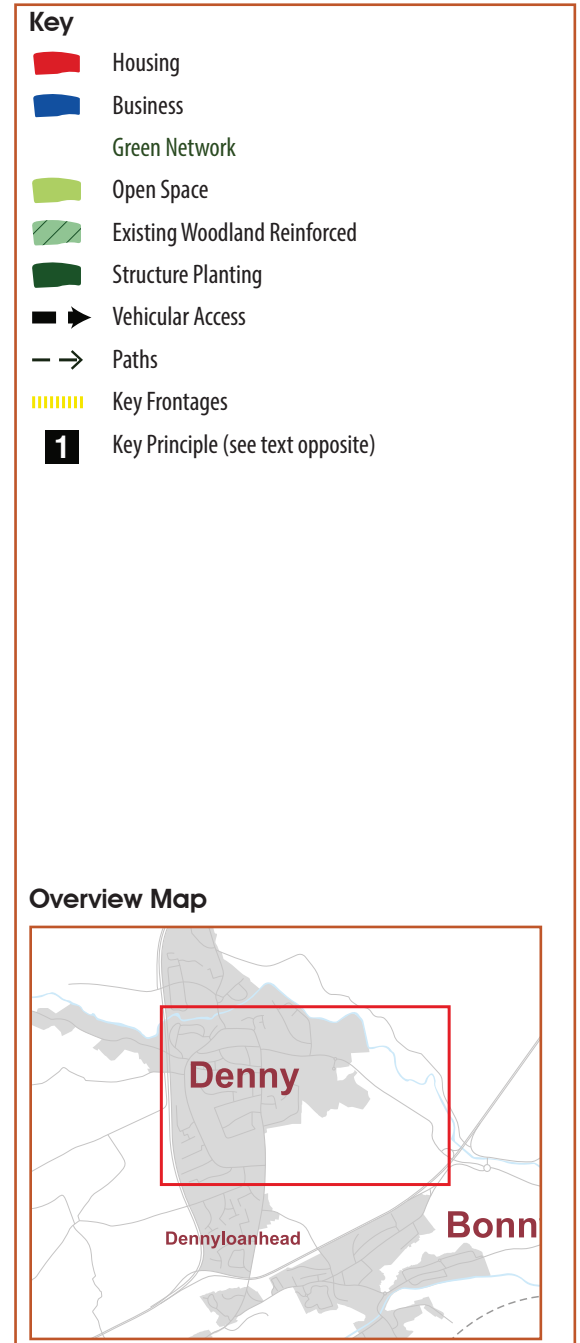 Key
Housing
Business
Green Network
Open Space
Existing Woodland Reinforced
Structure Planting
Vehicular Access
Paths
Key Frontages
1 Key Principle (see text opposite)
Overview Map
Denny
Dennyloanhead
Bonn